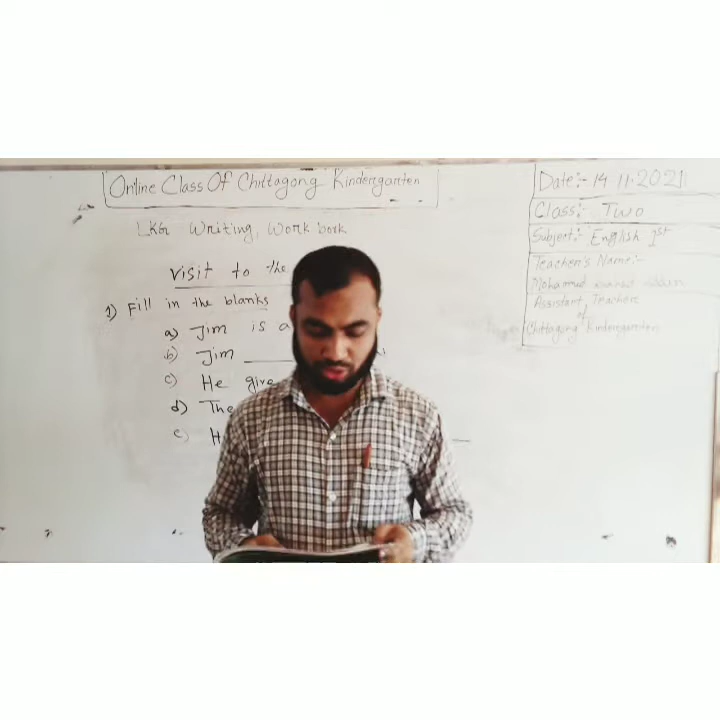 Online Class Of Chittagong Kindergarten
LKG Writing, Work book
visit to the
1) Fill in the blanks
a) Jim is a
b) Jim
c) He give
d) The
e) H
Date:- 14.11.2021
Class:- Two
Subject:- English 1st
Teacher's Name:-
Mohammad uddin
Assistant, Teacher
of
Chittagong Kindergarten